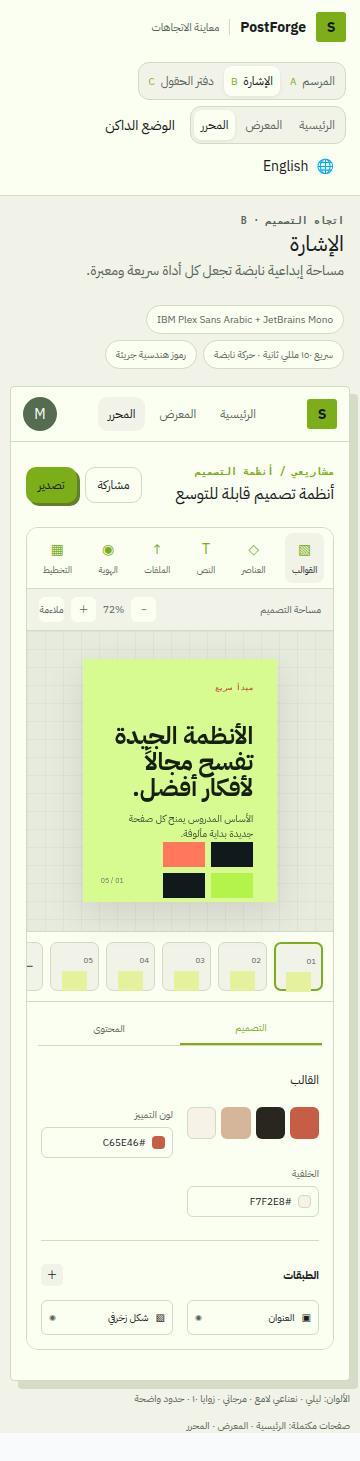 S PostForge معاينة الاتجاهات
المرسم A الإشارة B دفتر الحقول C
الرئيسية المعرض المحرر الوضع الداكن
🌐 English
اتجاه التصميم · B
الإشارة
مساحة إبداعية نابضة تجعل كل أداة سريعة ومعبرة.
IBM Plex Sans Arabic + JetBrains Mono
سريع ١٥٠ مللي ثانية · حركة نابضة
رموز هندسية جريئة
S الرئيسية المعرض المحرر M
مشاريعي / أنظمة التصميم
أنظمة تصميم قابلة للتوسع
مشاركة تصدير
القوالب العناصر النص الملفات الهوية التخطيط
مساحة التصميم − 72% + ملاءمة
مبدأ سريع
الأنظمة الجيدة
تفسح مجالاً
لأفكار أفضل.
الأساس المدروس يمنح كل صفحة
جديدة بداية مألوفة.
05 / 01
01 02 03 04 05
التصميم المحتوى
القالب
لون التمييز
C65E46#
الخلفية
F7F2E8#
الطبقات +
العنوان شكل زخرفي
الألوان: ليلي · نعناعي لامع · مرجاني · زوايا ١٠ · حدود واضحة
صفحات مكتملة: الرئيسية · المعرض · المحرر